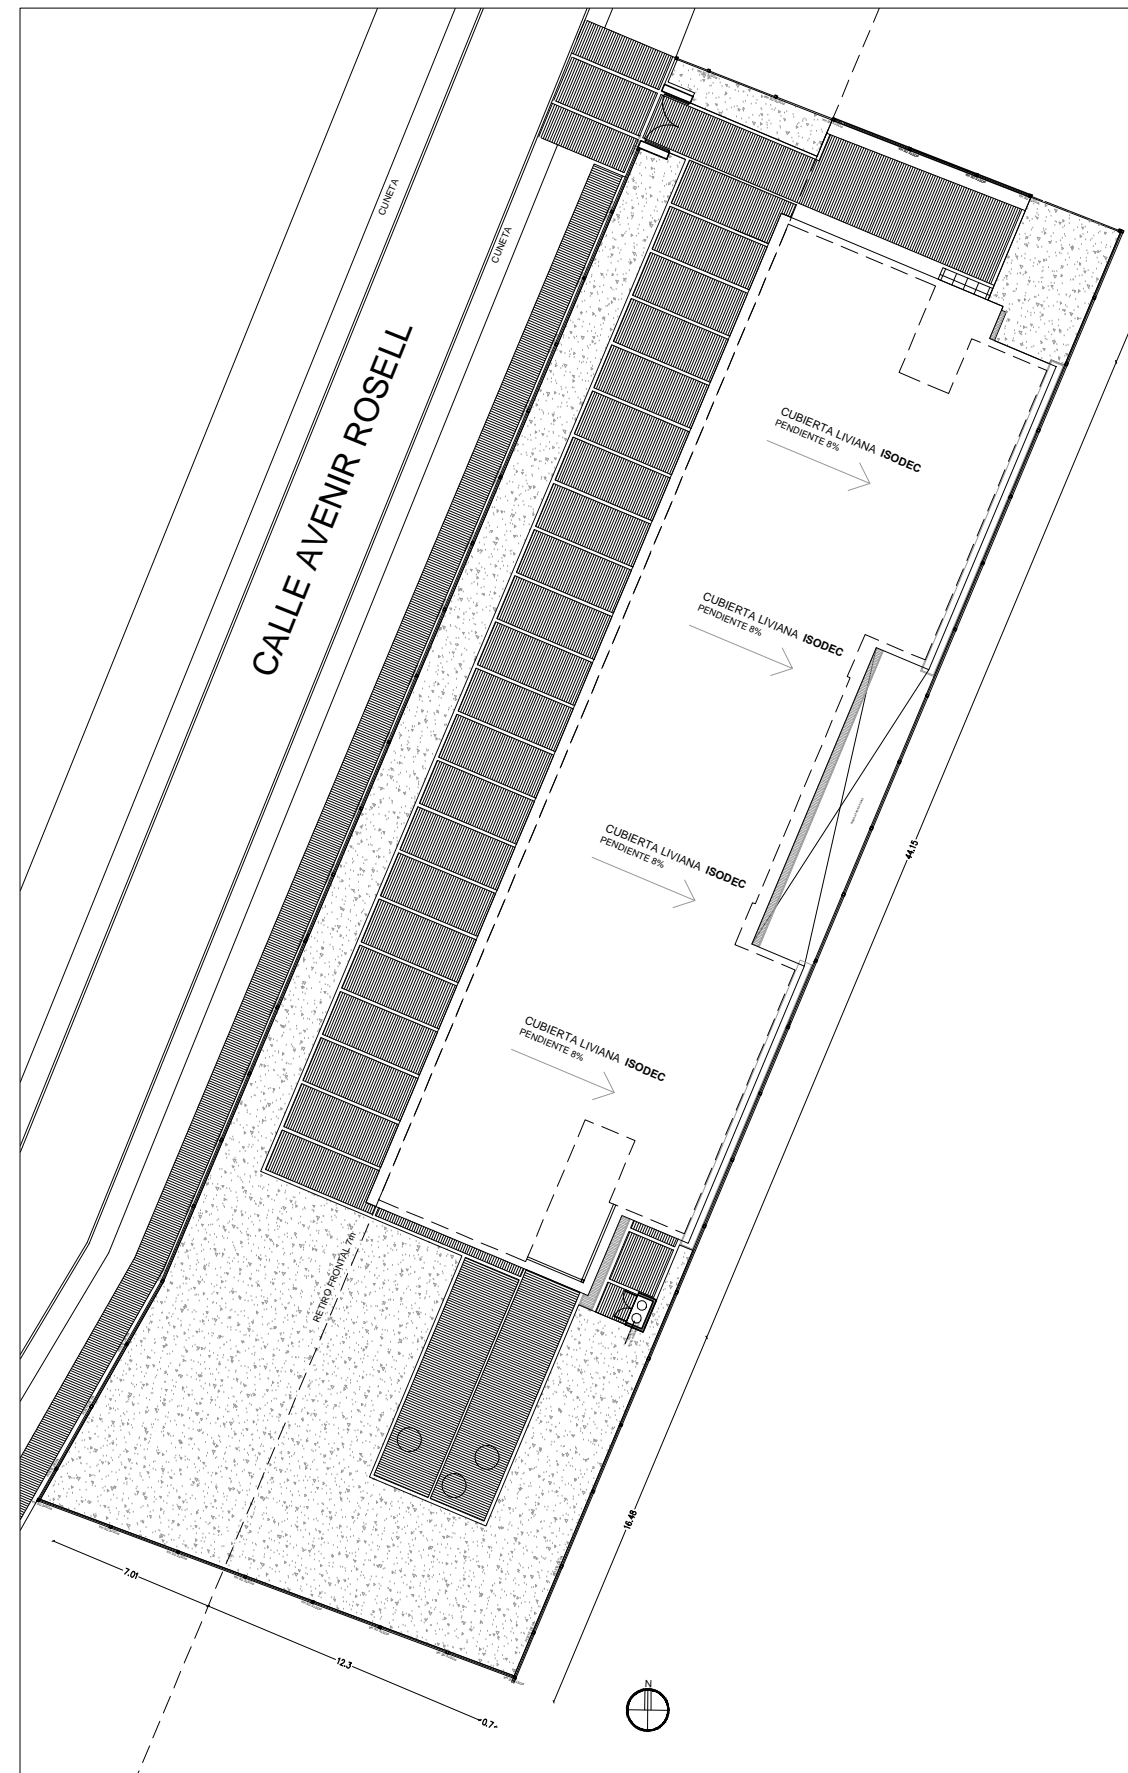 CUNETA
CUNETA
CALLE AVENIR ROSELL
CUBIERTA LIVIANA ISODEC
PENDIENTE 8%
CUBIERTA LIVIANA ISODEC
PENDIENTE 8%
CUBIERTA LIVIANA ISODEC
PENDIENTE 8%
44.15
CUBIERTA LIVIANA ISODEC
PENDIENTE 8%
RETIRO FRONTAL 7m
16.48
7.01
12.3
0.7
N